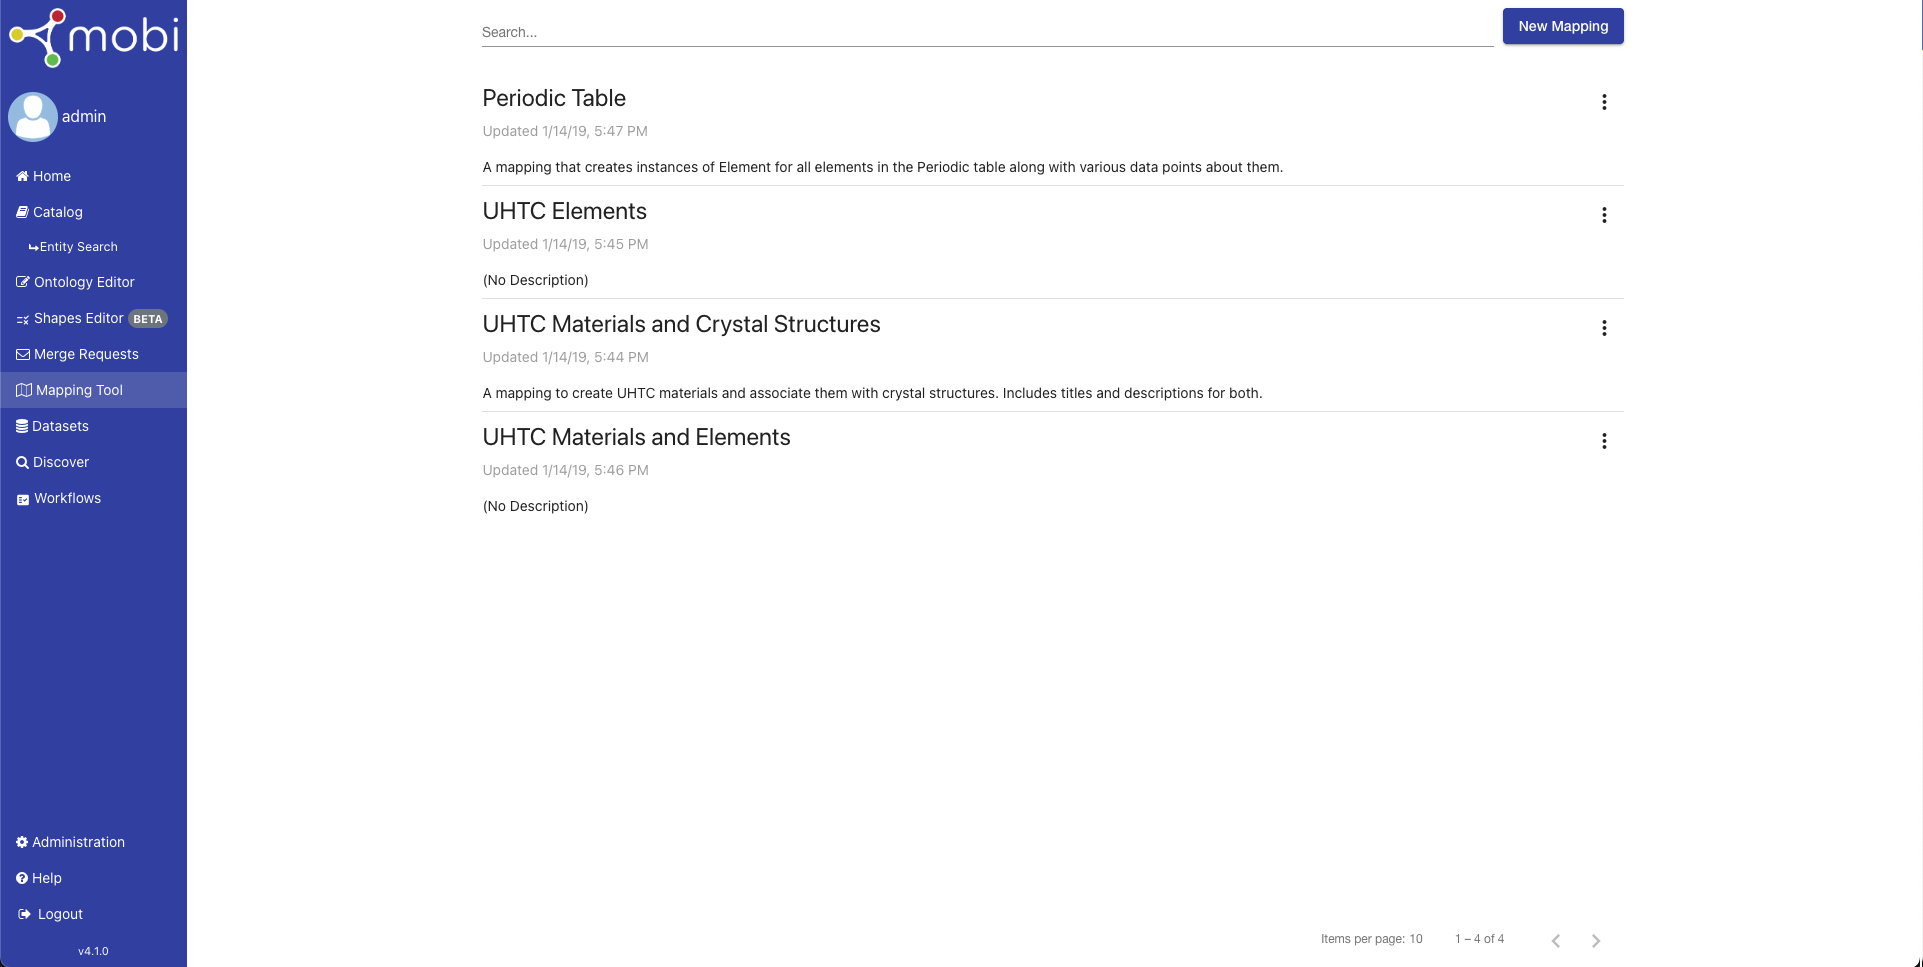 mobi
admin
Home
Catalog
Entity Search
Ontology Editor
Shapes Editor BETA
Merge Requests
Mapping Tool
Datasets
Discover
Workflows
Administration
Help
Logout
v4.1.0
Search...
New Mapping
Periodic Table
Updated 1/14/19, 5:47 PM
A mapping that creates instances of Element for all elements in the Periodic table along with various data points about them.
UHTC Elements
Updated 1/14/19, 5:45 PM
(No Description)
UHTC Materials and Crystal Structures
Updated 1/14/19, 5:44 PM
A mapping to create UHTC materials and associate them with crystal structures. Includes titles and descriptions for both.
UHTC Materials and Elements
Updated 1/14/19, 5:46 PM
(No Description)
Items per page: 10 1 – 4 of 4